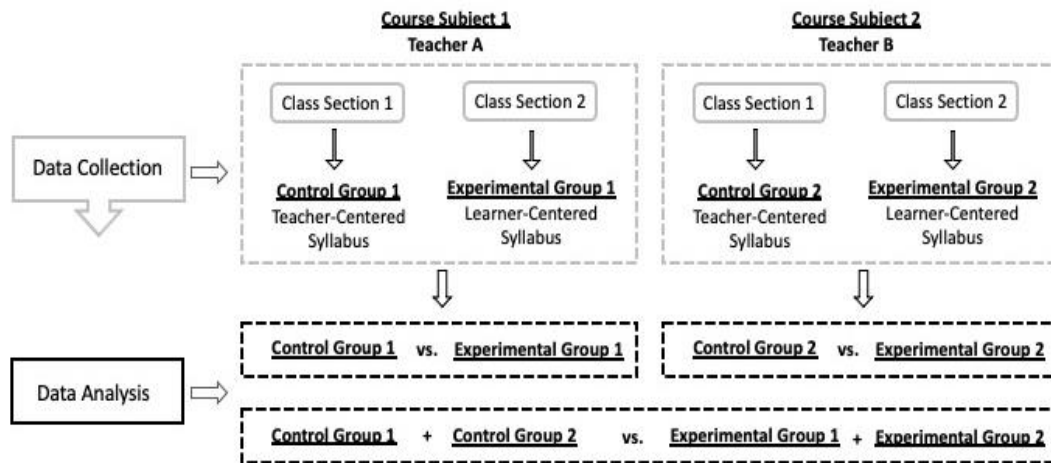 Course Subject 1
Teacher A
Course Subject 2
Teacher B
Data Collection
Class Section 1
Class Section 2
Class Section 1
Class Section 2
Control Group 1
Teacher-Centered
Syllabus
Experimental Group 1
Learner-Centered
Syllabus
Control Group 2
Teacher-Centered
Syllabus
Experimental Group 2
Learner-Centered
Syllabus
Data Analysis
Control Group 1 vs. Experimental Group 1
Control Group 2 vs. Experimental Group 2
Control Group 1 + Control Group 2 vs. Experimental Group 1 + Experimental Group 2